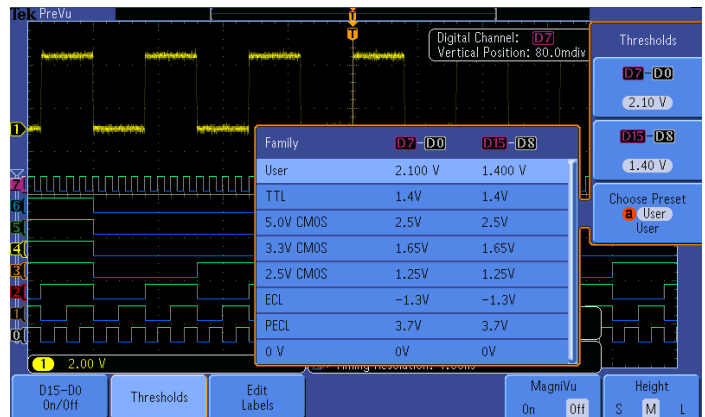 Tek PreVu
T
T
Digital Channel: D7
Vertical Position: 80.0mdiv
Thresholds
D7-D0
2.10 V
D15-D8
1.40 V
Choose Preset
a User
User
1
7
6
5
4
3
2
1
0
Family D7-D0 D15-D8
User 2.100 V 1.400 V
TTL 1.4V 1.4V
5.0V CMOS 2.5V 2.5V
3.3V CMOS 1.65V 1.65V
2.5V CMOS 1.25V 1.25V
ECL -1.3V -1.3V
PECL 3.7V 3.7V
0 V 0V 0V
1 2.00 V
Timing Resolution:
D15-D0
On/Off
Thresholds
Edit
Labels
MagniVu
On Off
Height
S M L